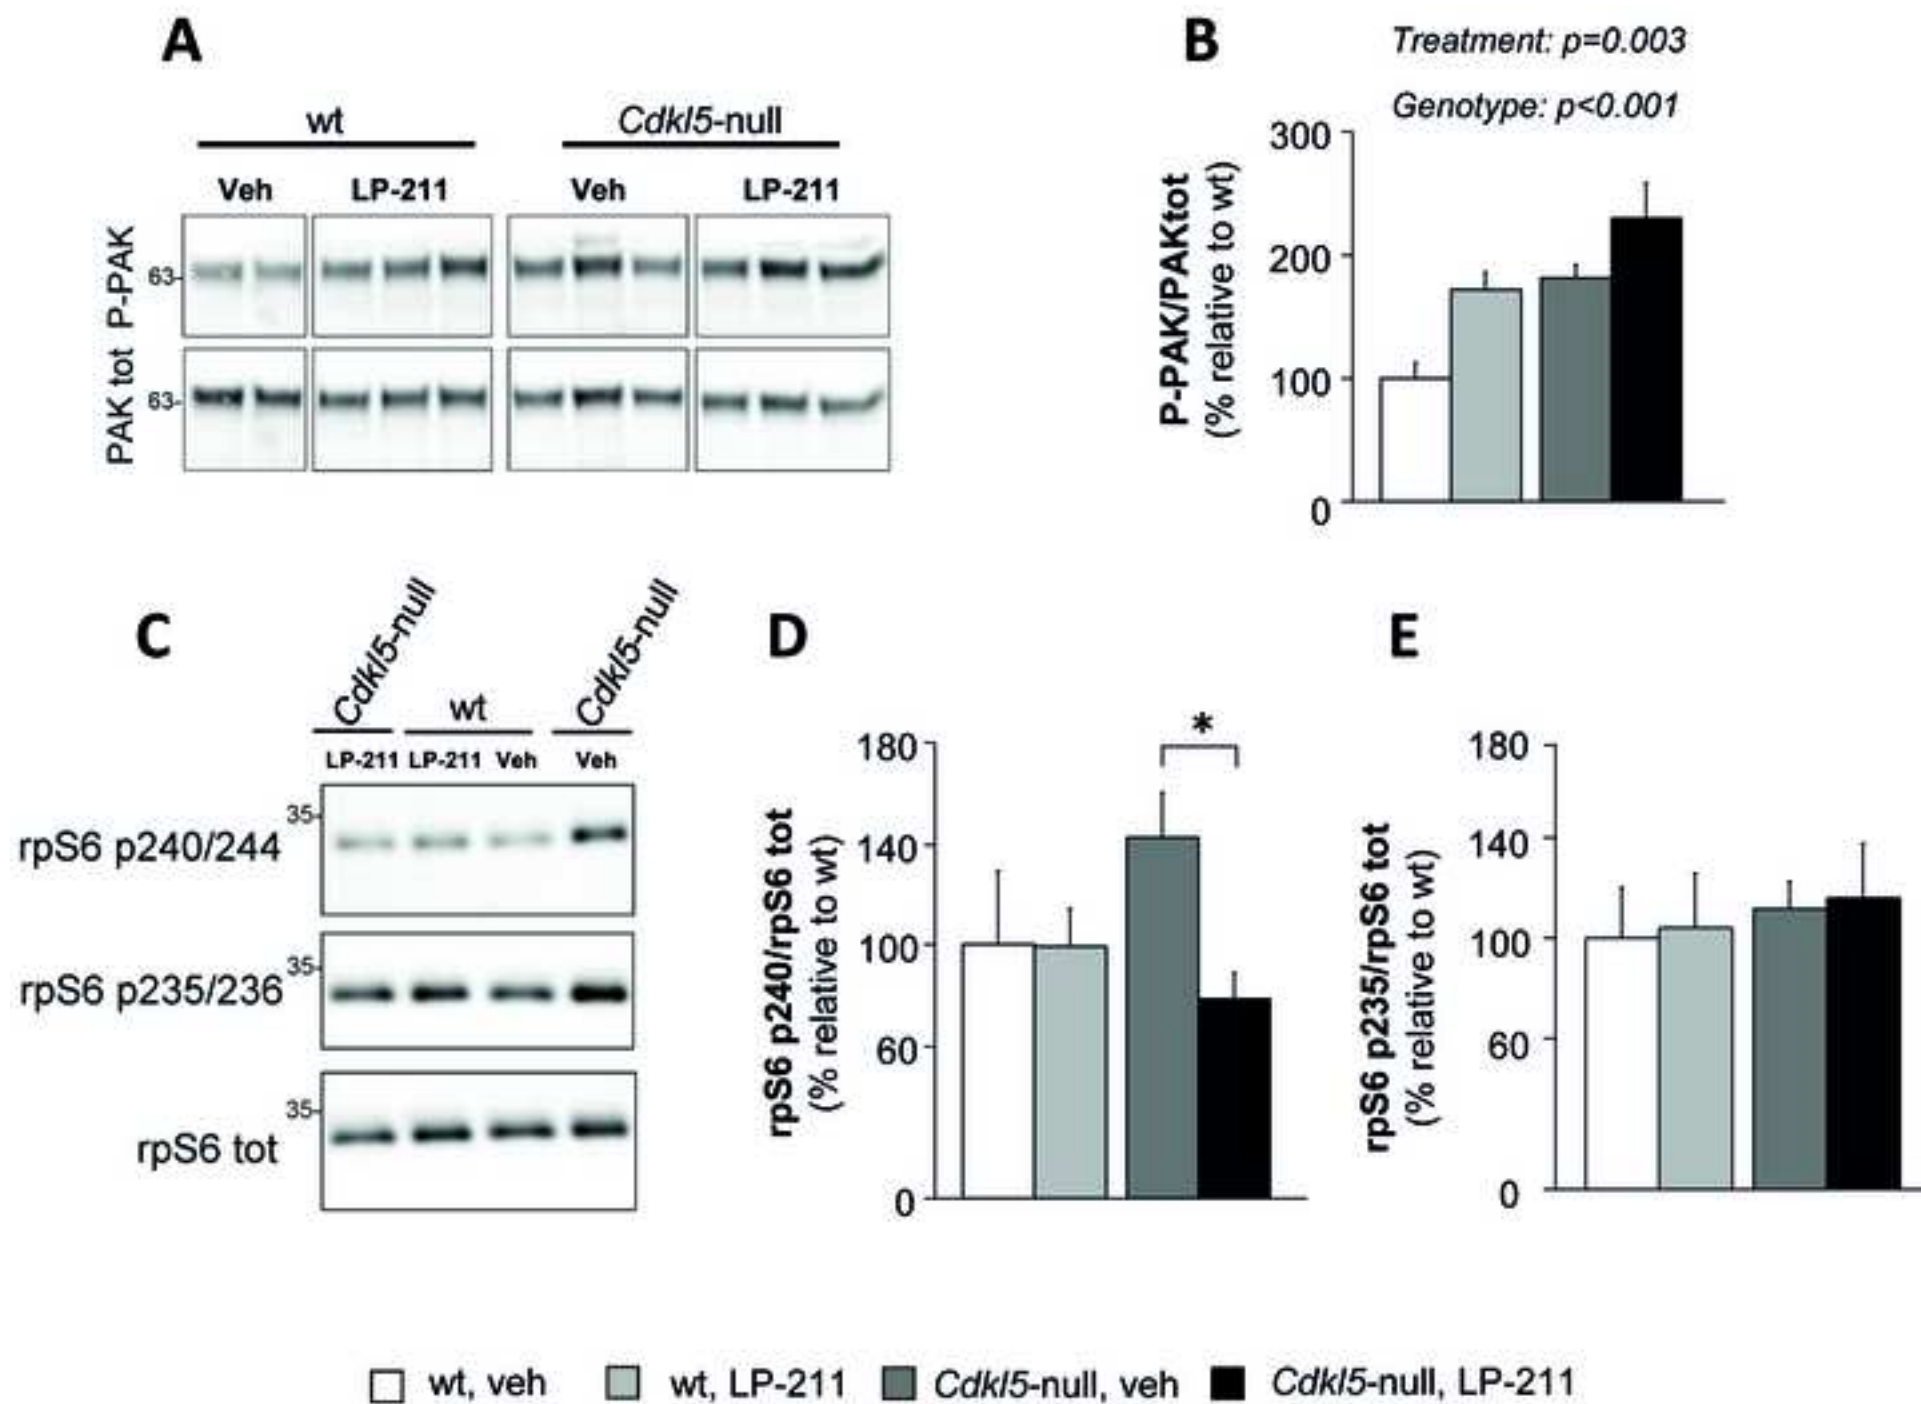 A
wt
Cdkl5-null
Veh
LP-211
Veh
LP-211
P-PAK
63-
PAK tot
63-
B
Treatment: p=0.003
Genotype: p<0.001
P-PAK/PAKtot
(% relative to wt)
300
200
100
0
C
Cdkl5-null
wt
Cdkl5-null
LP-211 LP-211 Veh Veh
rpS6 p240/244
35-
rpS6 p235/236
35-
rpS6 tot
35-
D
rpS6 p240/rpS6 tot
(% relative to wt)
180
140
100
60
0
*
E
rpS6 p235/rpS6 tot
(% relative to wt)
180
140
100
60
0
wt, veh
wt, LP-211
Cdkl5-null, veh
Cdkl5-null, LP-211